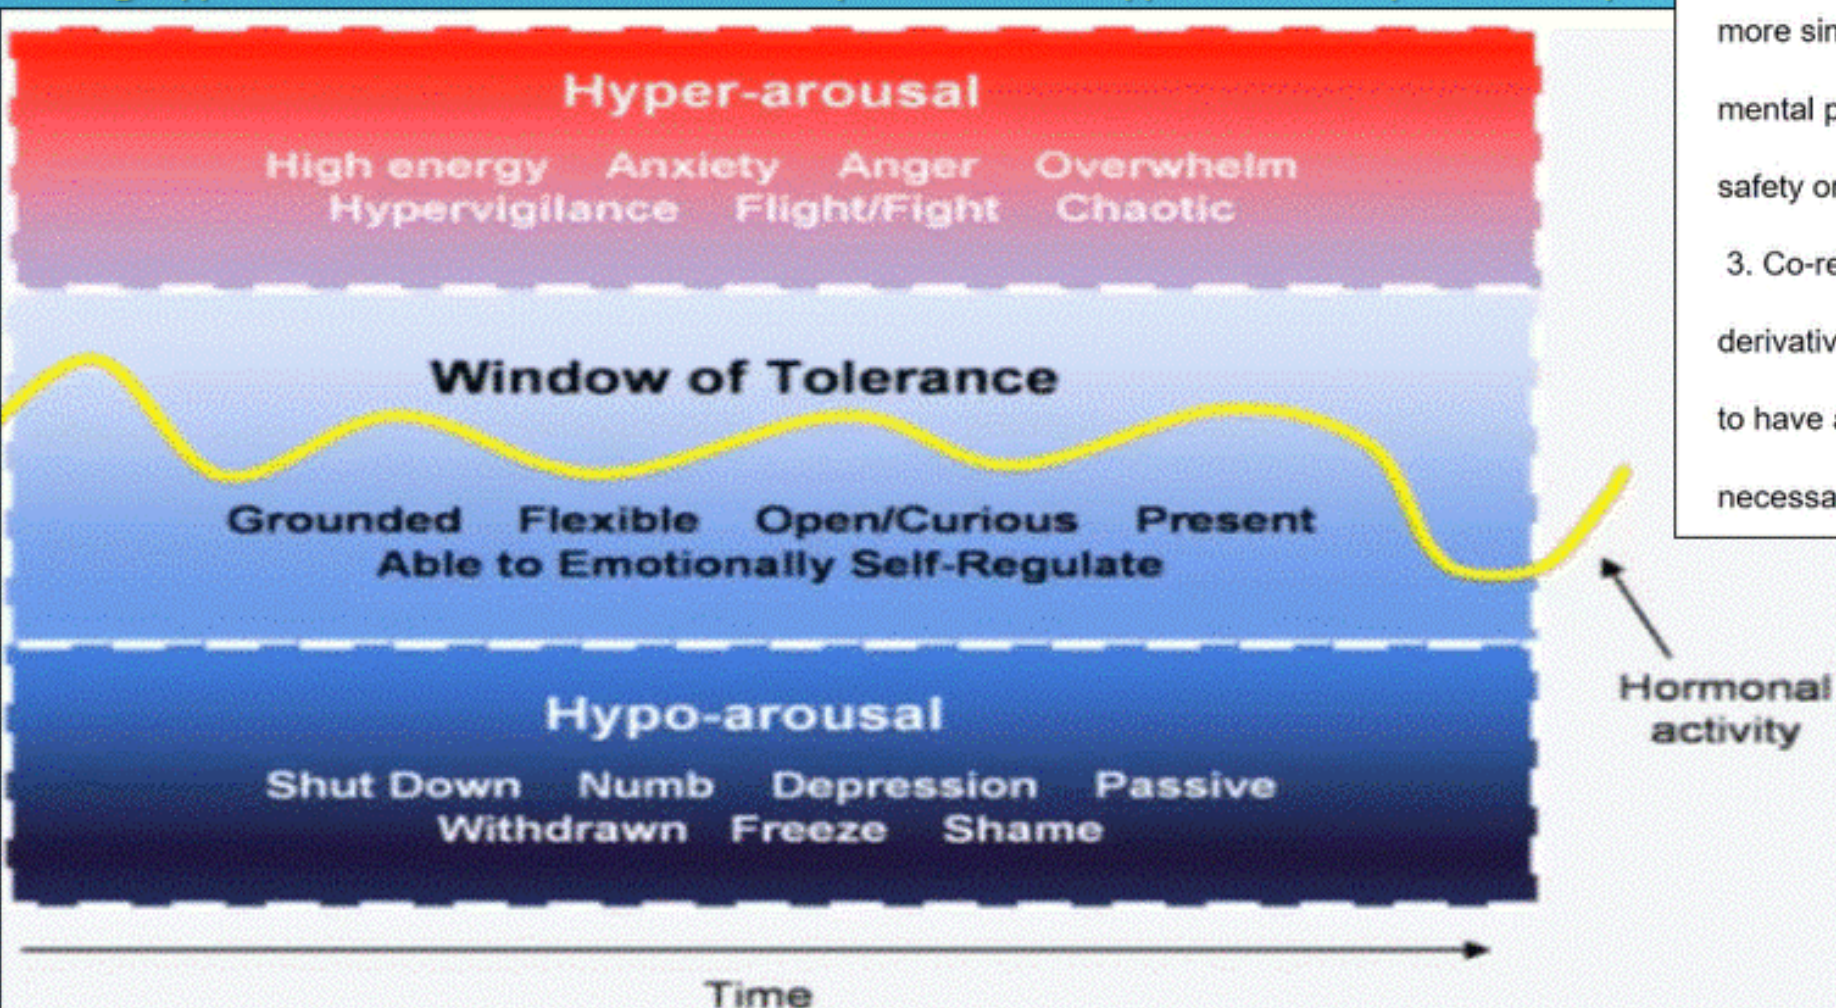 Hyper-arousal
High energy Anxiety Anger Overwhelm
Hypervigilance Flight/Fight Chaotic
Window of Tolerance
Grounded Flexible Open/Curious Present
Able to Emotionally Self-Regulate
Hypo-arousal
Shut Down Numb Depression Passive
Withdrawn Freeze Shame
Time
Hormonal
activity
more
mental
safety
3.
to have